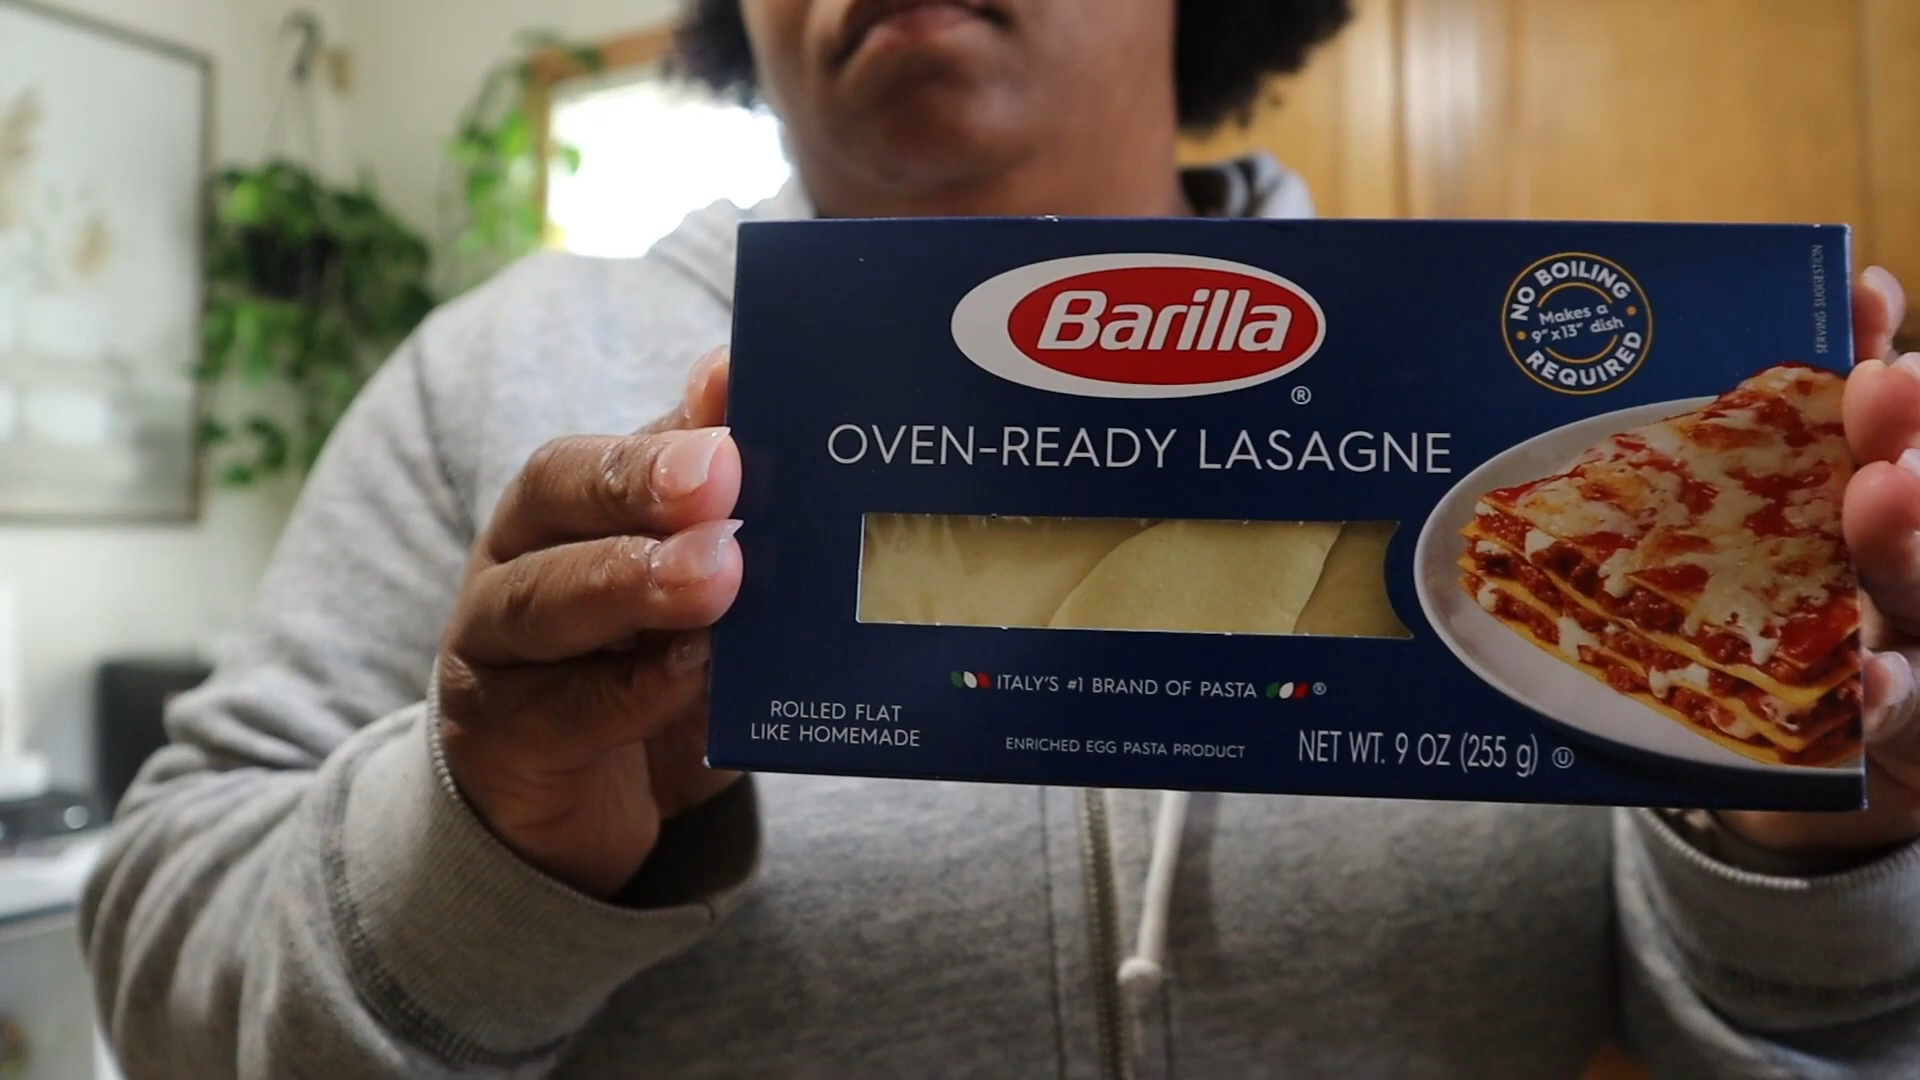 Barilla
®
OVEN-READY LASAGNE
NO BOILING
Makes a
9"x13" dish
REQUIRED
SERVING SUGGESTION
ITALY'S #1 BRAND OF PASTA ®
ROLLED FLAT
LIKE HOMEMADE
ENRICHED EGG PASTA PRODUCT
NET WT. 9 OZ (255 g) U